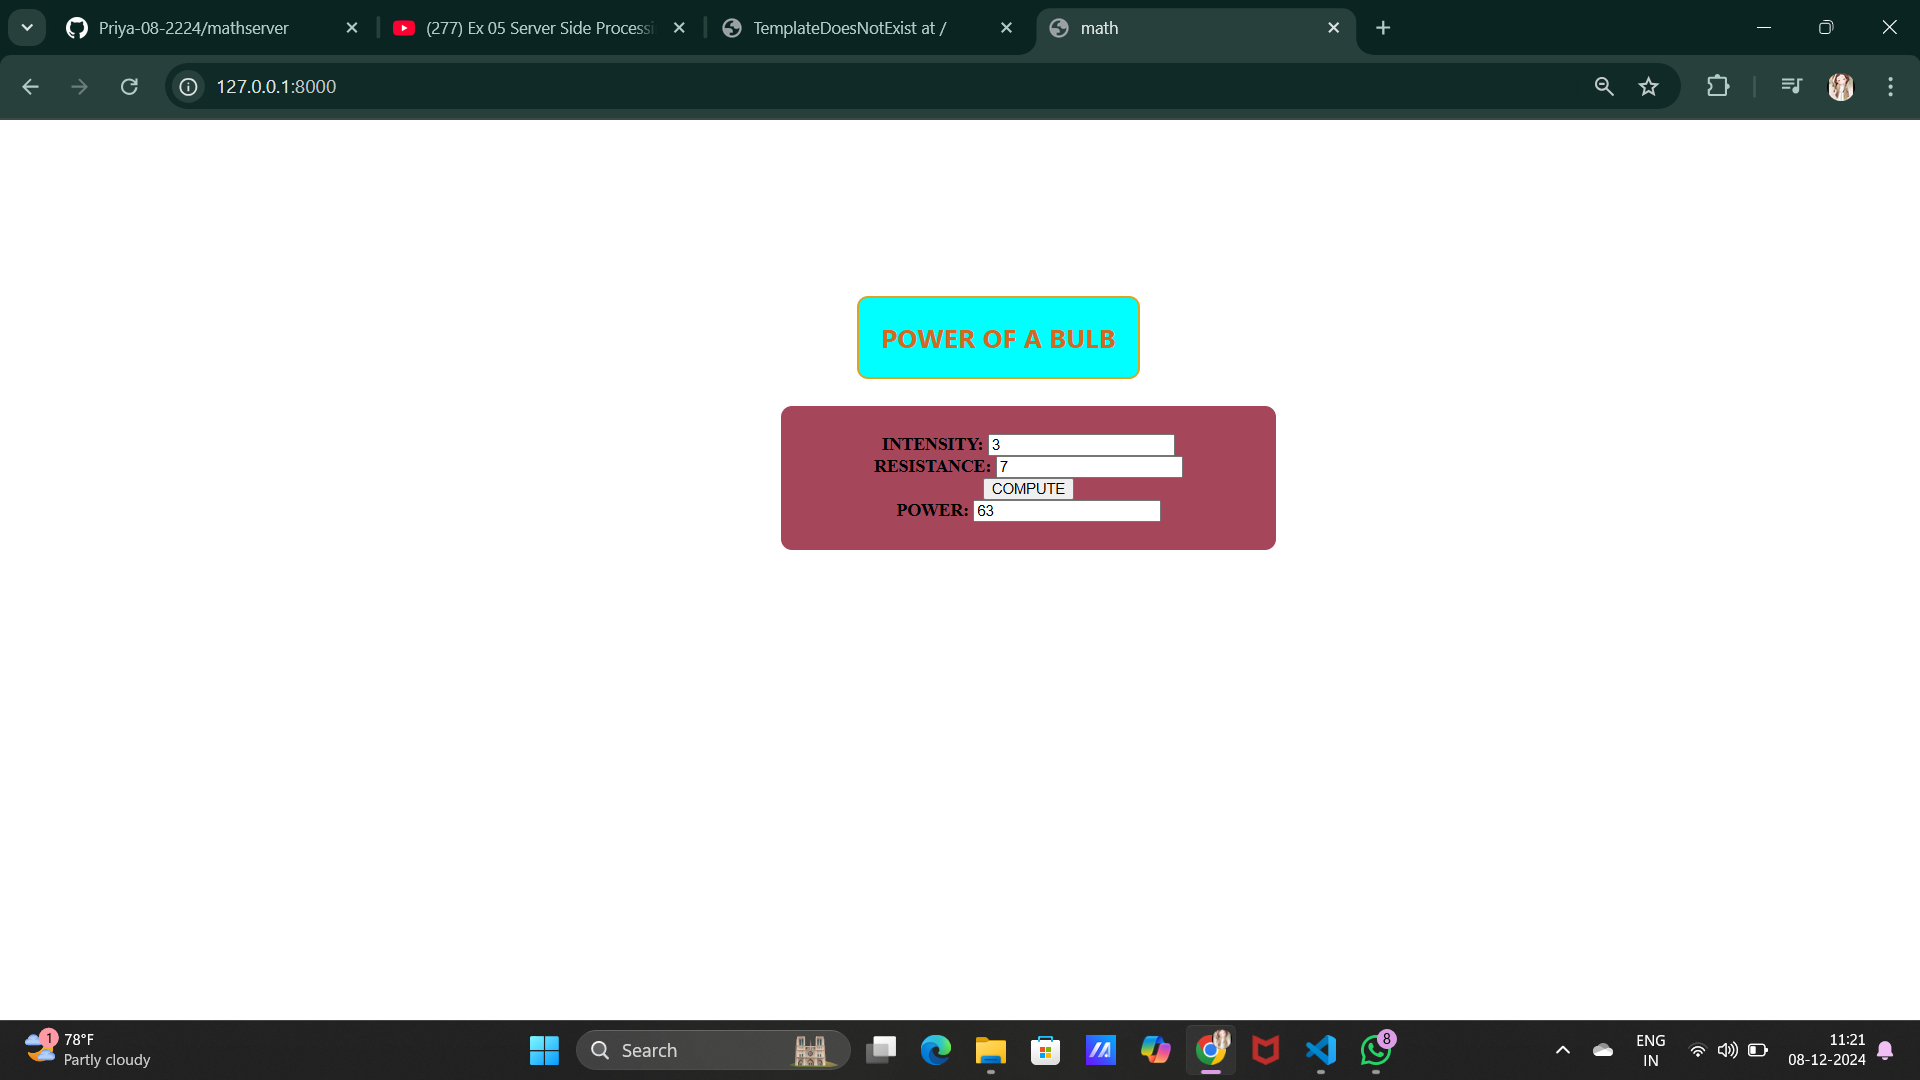 Priya-08-2224/mathserver
(277) Ex 05 Server Side Processi
TemplateDoesNotExist at /
math
127.0.0.1:8000
POWER OF A BULB
INTENSITY: 3
RESISTANCE: 7
COMPUTE
POWER: 63
1
78°F
Partly cloudy
Search
8
ENG
IN
11:21
08-12-2024